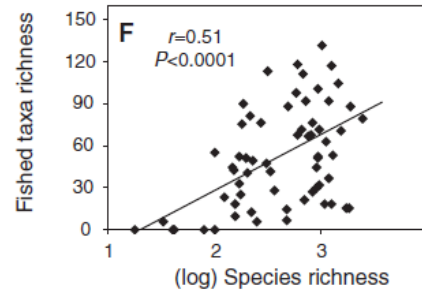 F
r=0.51
P<0.0001
Fished taxa richness
150
120
90
60
30
0
1 2 3
(log) Species richness